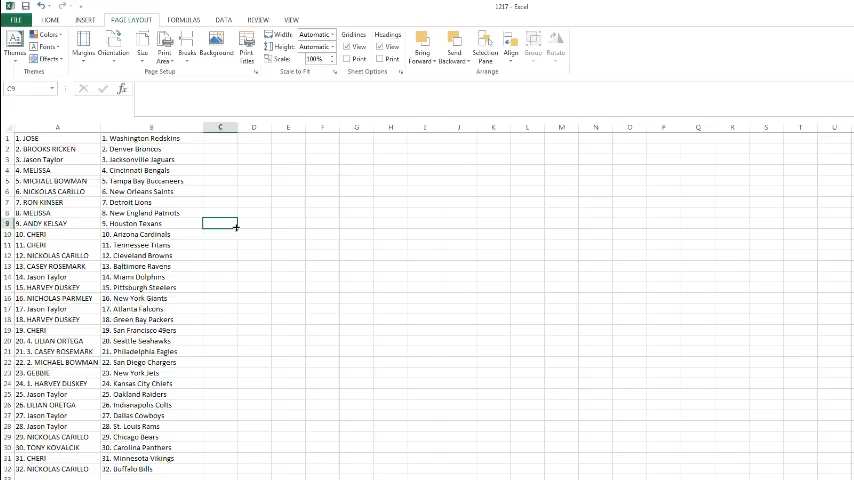 1217 - Excel
FILE HOME INSERT PAGE LAYOUT FORMULAS DATA REVIEW VIEW
Themes Colors Fonts Effects Margins Orientation Size Print Area Breaks Background Print Titles Width: Automatic Height: Automatic Scale: 100% Gridlines View Print Headings View Print Bring Forward Send Backward Selection Pane Align Group Rotate
Themes Page Setup Scale to Fit Sheet Options Arrange
C9 fx
A B C D E F G H I J K L M N O P Q R S T U
1 1. JOSE 1. Washington Redskins
2 2. BROOKS RICKEN 2. Denver Broncos
3 3. Jason Taylor 3. Jacksonville Jaguars
4 4. MELISSA 4. Cincinnati Bengals
5 5. MICHAEL BOWMAN 5. Tampa Bay Buccaneers
6 6. NICKOLAS CARILLO 6. New Orleans Saints
7 7. RON KINSER 7. Detroit Lions
8 8. MELISSA 8. New England Patriots
9 9. ANDY KELSAY 9. Houston Texans
10 10. CHERI 10. Arizona Cardinals
11 11. CHERI 11. Tennessee Titans
12 12. NICKOLAS CARILLO 12. Cleveland Browns
13 13. CASEY ROSEMARK 13. Baltimore Ravens
14 14. Jason Taylor 14. Miami Dolphins
15 15. HARVEY DUSKEY 15. Pittsburgh Steelers
16 16. NICHOLAS PARMLEY 16. New York Giants
17 17. Jason Taylor 17. Atlanta Falcons
18 18. HARVEY DUSKEY 18. Green Bay Packers
19 19. CHERI 19. San Francisco 49ers
20 20. 4. LILIAN ORTEGA 20. Seattle Seahawks
21 21. 3. CASEY ROSEMARK 21. Philadelphia Eagles
22 22. 2. MICHAEL BOWMAN 22. San Diego Chargers
23 23. GEBBIE 23. New York Jets
24 24. 1. HARVEY DUSKEY 24. Kansas City Chiefs
25 25. Jason Taylor 25. Oakland Raiders
26 26. LILIAN ORETGA 26. Indianapolis Colts
27 27. Jason Taylor 27. Dallas Cowboys
28 28. Jason Taylor 28. St. Louis Rams
29 29. NICKOLAS CARILLO 29. Chicago Bears
30 30. TONY KOVALCIK 30. Carolina Panthers
31 31. CHERI 31. Minnesota Vikings
32 32. NICKOLAS CARILLO 32. Buffalo Bills